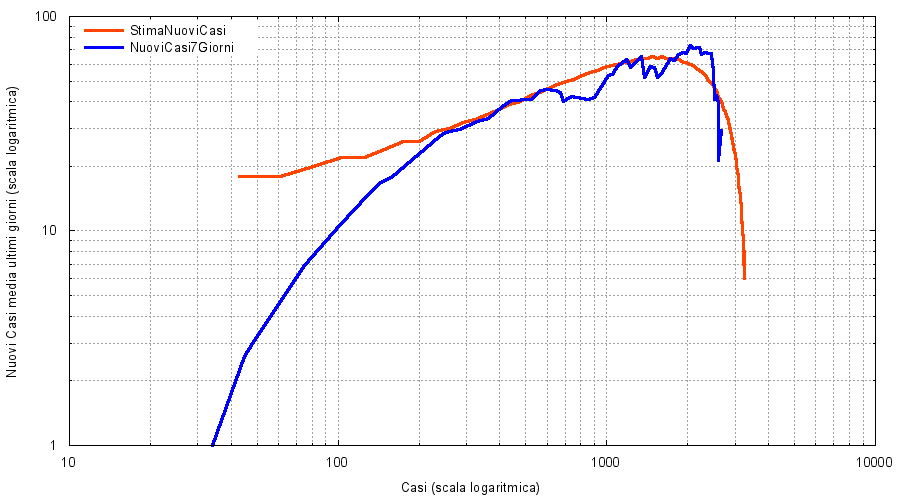 100
StimaNuoviCasi
NuoviCasi7Giorni
10
1
Nuovi Casi media ultimi giorni (scala logaritmica)
10
100
1000
10000
Casi (scala logaritmica)